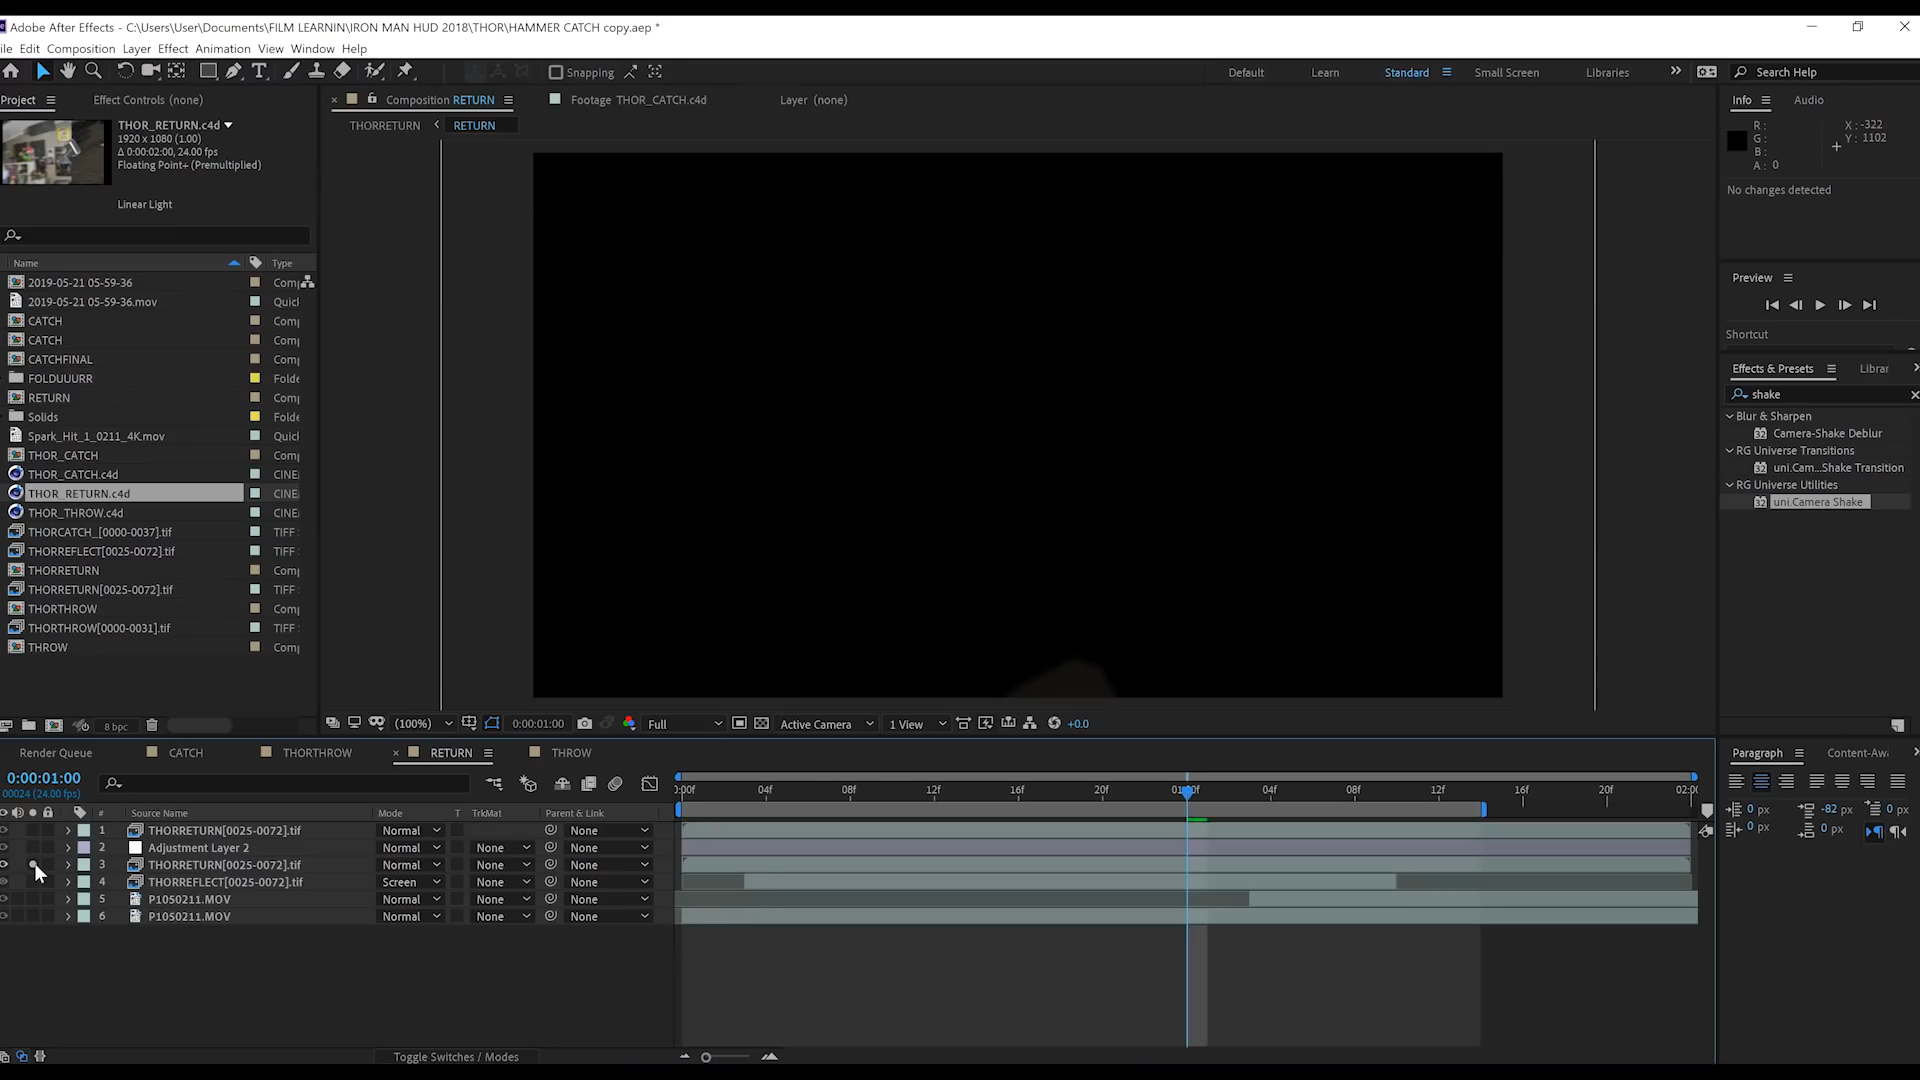 Adobe After Effects - C:\Users\User\Documents\FILM LEARNIN\IRON MAN HUD 2018\THOR\HAMMER CATCH copy.aep *
ile Edit Composition Layer Effect Animation View Window Help
Snapping
Default Learn Standard Small Screen Libraries Search Help
Project Effect Controls (none)
Composition RETURN Footage THOR_CATCH.c4d Layer (none)
Info Audio
THORRETURN RETURN
THOR_RETURN.c4d
1920 x 1080 (1.00)
Δ 0:00:02:00, 24.00 fps
Floating Point+ (Premultiplied)
Linear Light
R:
G:
B:
A: 0
X: -322
Y: 1102
No changes detected
Preview
Shortcut
Effects & Presets Librar
shake
Blur & Sharpen
Camera-Shake Deblur
RG Universe Transitions
uni.Cam...Shake Transition
RG Universe Utilities
uni.Camera Shake
Name Type
2019-05-21 05-59-36 Comp
2019-05-21 05-59-36.mov Quick
CATCH Comp
CATCH Comp
CATCHFINAL Comp
FOLDUUURR Folde
RETURN Comp
Solids Folde
Spark_Hit_1_0211_4K.mov Quick
THOR_CATCH Comp
THOR_CATCH.c4d CINE
THOR_RETURN.c4d CINE
THOR_THROW.c4d CINE
THORCATCH_[0000-0037].tif TIFF
THORREFLECT[0025-0072].tif TIFF
THORRETURN Comp
THORRETURN[0025-0072].tif TIFF
THORTHROW Comp
THORTHROW[0000-0031].tif TIFF
THROW Comp
8 bpc
(100%) 0:00:01:00 Full Active Camera 1 View +0.0
Render Queue CATCH THORTHROW RETURN THROW
Paragraph Content-Aw
0:00:01:00
00024 (24.00 fps)
0 px -82 px 0 px
0 px 0 px
:00f 04f 08f 12f 16f 20f 04f 08f 12f 16f 20f 02:0
# Source Name Mode T TrkMat Parent & Link
1 THORRETURN[0025-0072].tif Normal None
2 Adjustment Layer 2 Normal None None
3 THORRETURN[0025-0072].tif Normal None None
4 THORREFLECT[0025-0072].tif Screen None None
5 P1050211.MOV Normal None None
6 P1050211.MOV Normal None None
Toggle Switches / Modes